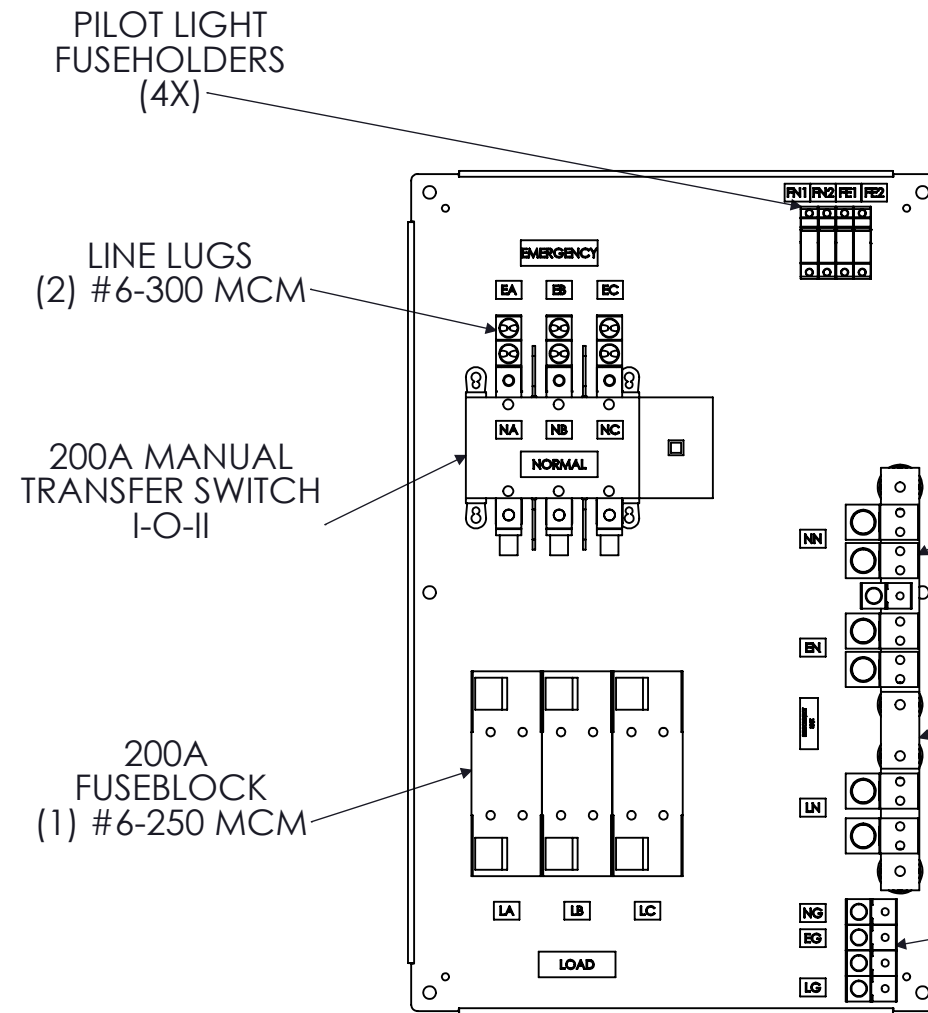 PILOT LIGHT
FUSEHOLDERS
(4X)
FN1 FN2 FE1 FE2
LINE LUGS
(2) #6-300 MCM
EMERGENCY
EA EB EC
200A MANUAL
TRANSFER SWITCH
I-O-II
NA NB NC
NORMAL
NN
EN
LN
200A
FUSEBLOCK
(1) #6-250 MCM
LA LB LC
LOAD
NG
EG
LG